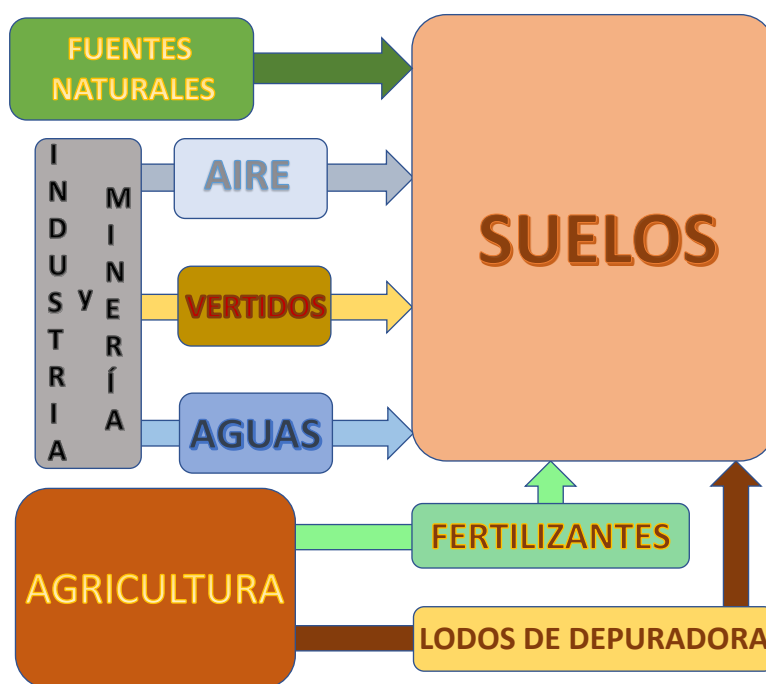 FUENTES
NATURALES
INDUSTRIA
y
MINERÍA
AIRE
SUELOS
VERTIDOS
AGUAS
AGRICULTURA
FERTILIZANTES
LODOS DE DEPURADORA